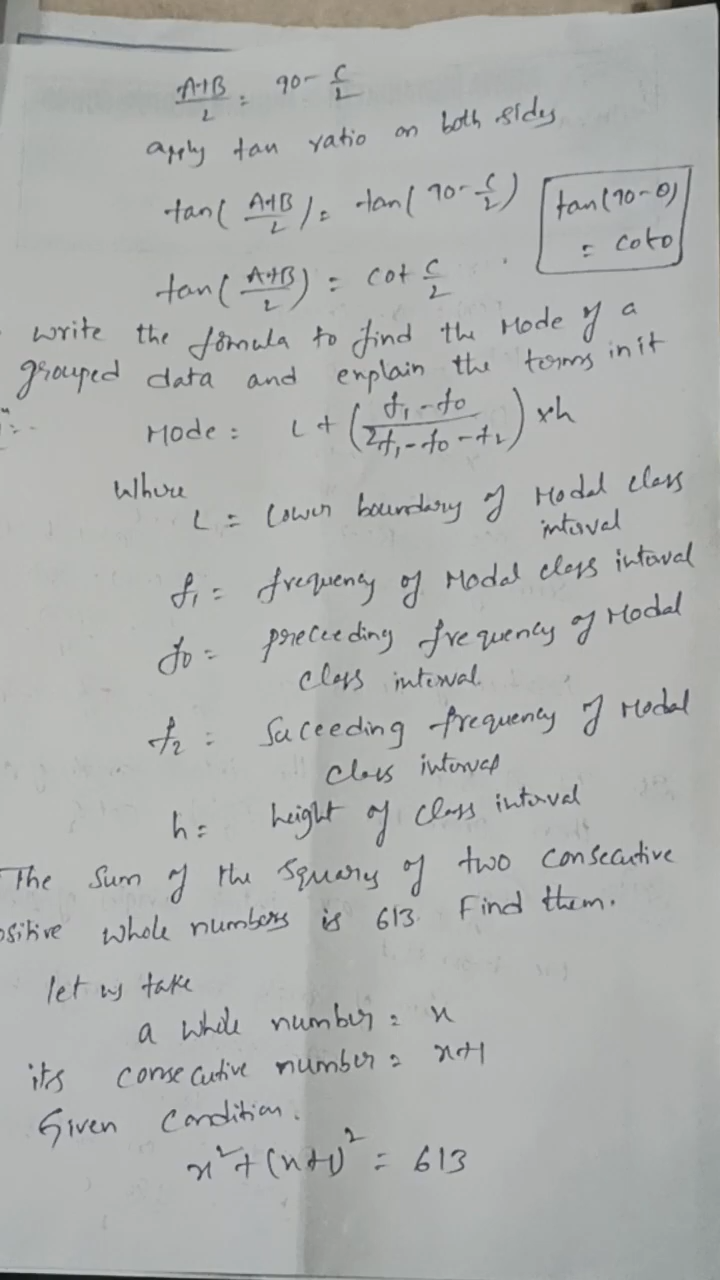 A+B/2 = 90 - C/2
apply tan ratio on both sides
tan( A+B/2 ) = tan( 90 - C/2 )
tan(90-θ)
= cotθ
tan( A+B/2 ) = cot C/2
write the formula to find the Mode of a
grouped data and explain the terms in it
Mode = L + ( f₁ - f₀ / 2f₁ - f₀ - f₂ ) × h
Where
L = Lower boundary of Modal class
interval
f₁ = frequency of Modal class interval
f₀ = preceeding frequency of Modal
class interval
f₂ = Suceeding frequency of Modal
class interval
h = height of class interval
The Sum of the Squares of two consecutive
ositive whole numbers is 613 Find them.
let us take
a whole number = x
its consecutive number = x+1
Given Condition.
x² + (x+1)² = 613